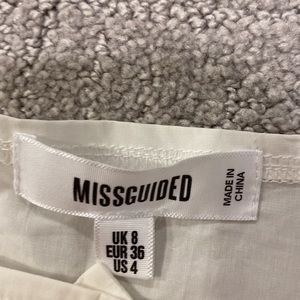 MISSGUIDED
MADE IN
CHINA
UK 8
EUR 36
US 4